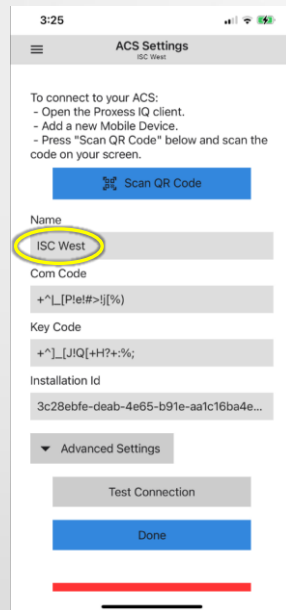 3:25
ACS Settings
ISC West
To connect to your ACS:
- Open the Proxess IQ client.
- Add a new Mobile Device.
- Press "Scan QR Code" below and scan the
code on your screen.
Scan QR Code
Name
ISC West
Com Code
+^|_[P!e!#>!j[%)
Key Code
+^]_[J!Q[+H?+:%;
Installation Id
3c28ebfe-deab-4e65-b91e-aa1c16ba4e...
Advanced Settings
Test Connection
Done